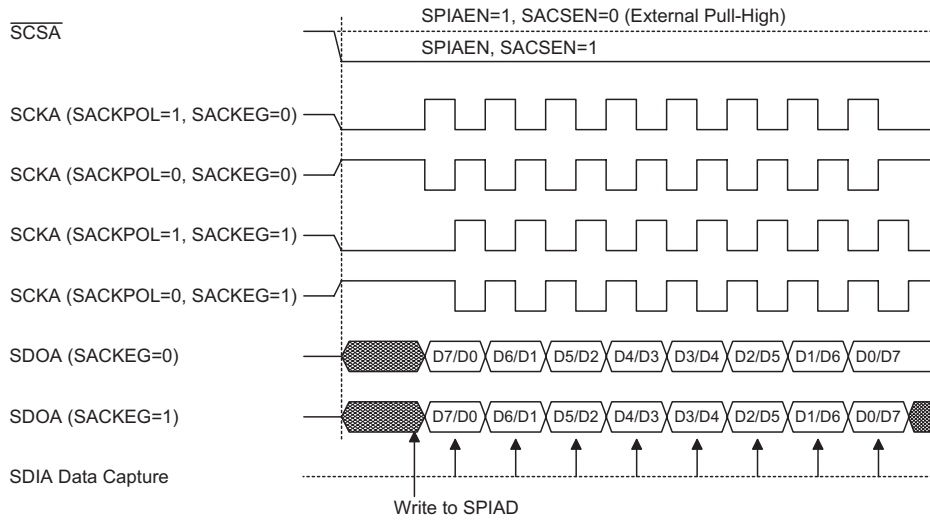 SPIAEN=1, SACSEN=0 (External Pull-High)
SCSA
SPIAEN, SACSEN=1
SCKA (SACKPOL=1, SACKEG=0)
SCKA (SACKPOL=0, SACKEG=0)
SCKA (SACKPOL=1, SACKEG=1)
SCKA (SACKPOL=0, SACKEG=1)
SDOA (SACKEG=0) D7/D0 D6/D1 D5/D2 D4/D3 D3/D4 D2/D5 D1/D6 D0/D7
SDOA (SACKEG=1) D7/D0 D6/D1 D5/D2 D4/D3 D3/D4 D2/D5 D1/D6 D0/D7
SDIA Data Capture
Write to SPIAD